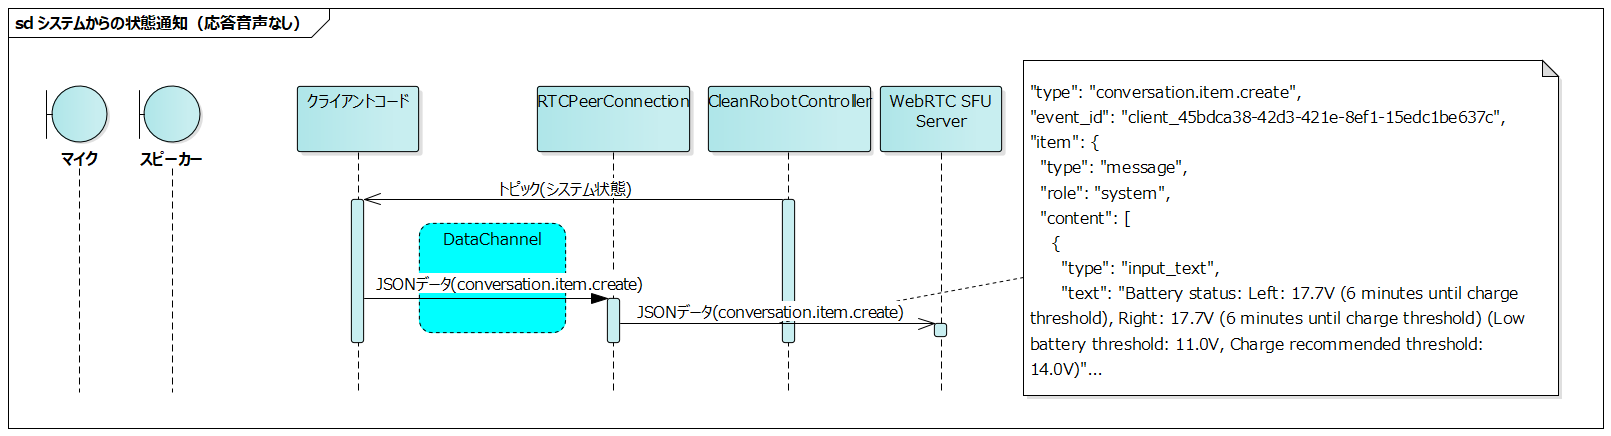 sd システムからの状態通知（応答音声なし）
マイク
スピーカー
クライアントコード
RTCPeerConnection
CleanRobotController
WebRTC SFU
Server
トピック(システム状態)
DataChannel
JSONデータ(conversation.item.create)
JSONデータ(conversation.item.create)
"type": "conversation.item.create",
"event_id": "client_45bdca38-42d3-421e-8ef1-15edc1be637c",
"item": {
"type": "message",
"role": "system",
"content": [
{
"type": "input_text",
"text": "Battery status: Left: 17.7V (6 minutes until charge
threshold), Right: 17.7V (6 minutes until charge threshold) (Low
battery threshold: 11.0V, Charge recommended threshold:
14.0V)"...